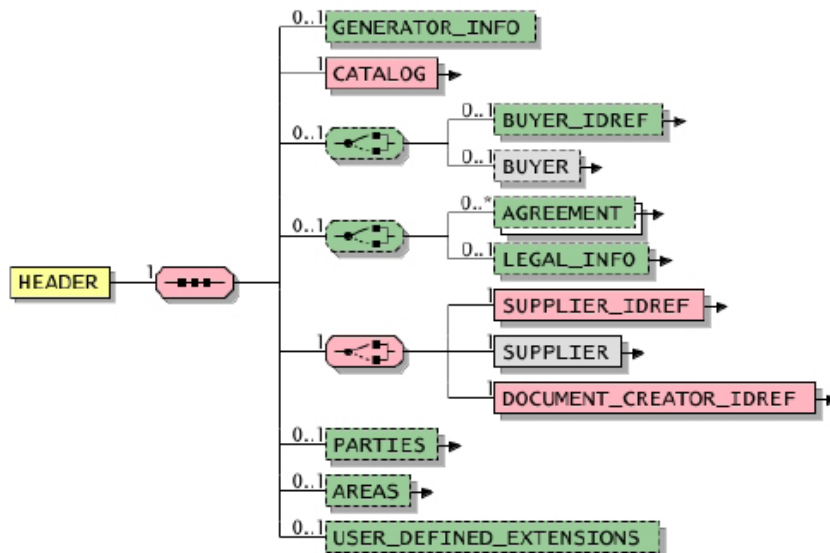 0..1 GENERATOR_INFO
1 CATALOG
0..1 0..1 BUYER_IDREF
0..1 BUYER
0..1 0..* AGREEMENT
0..1 LEGAL_INFO
HEADER 1
1 SUPPLIER_IDREF
1 1 SUPPLIER
1 DOCUMENT_CREATOR_IDREF
0..1 PARTIES
0..1 AREAS
0..1 USER_DEFINED_EXTENSIONS